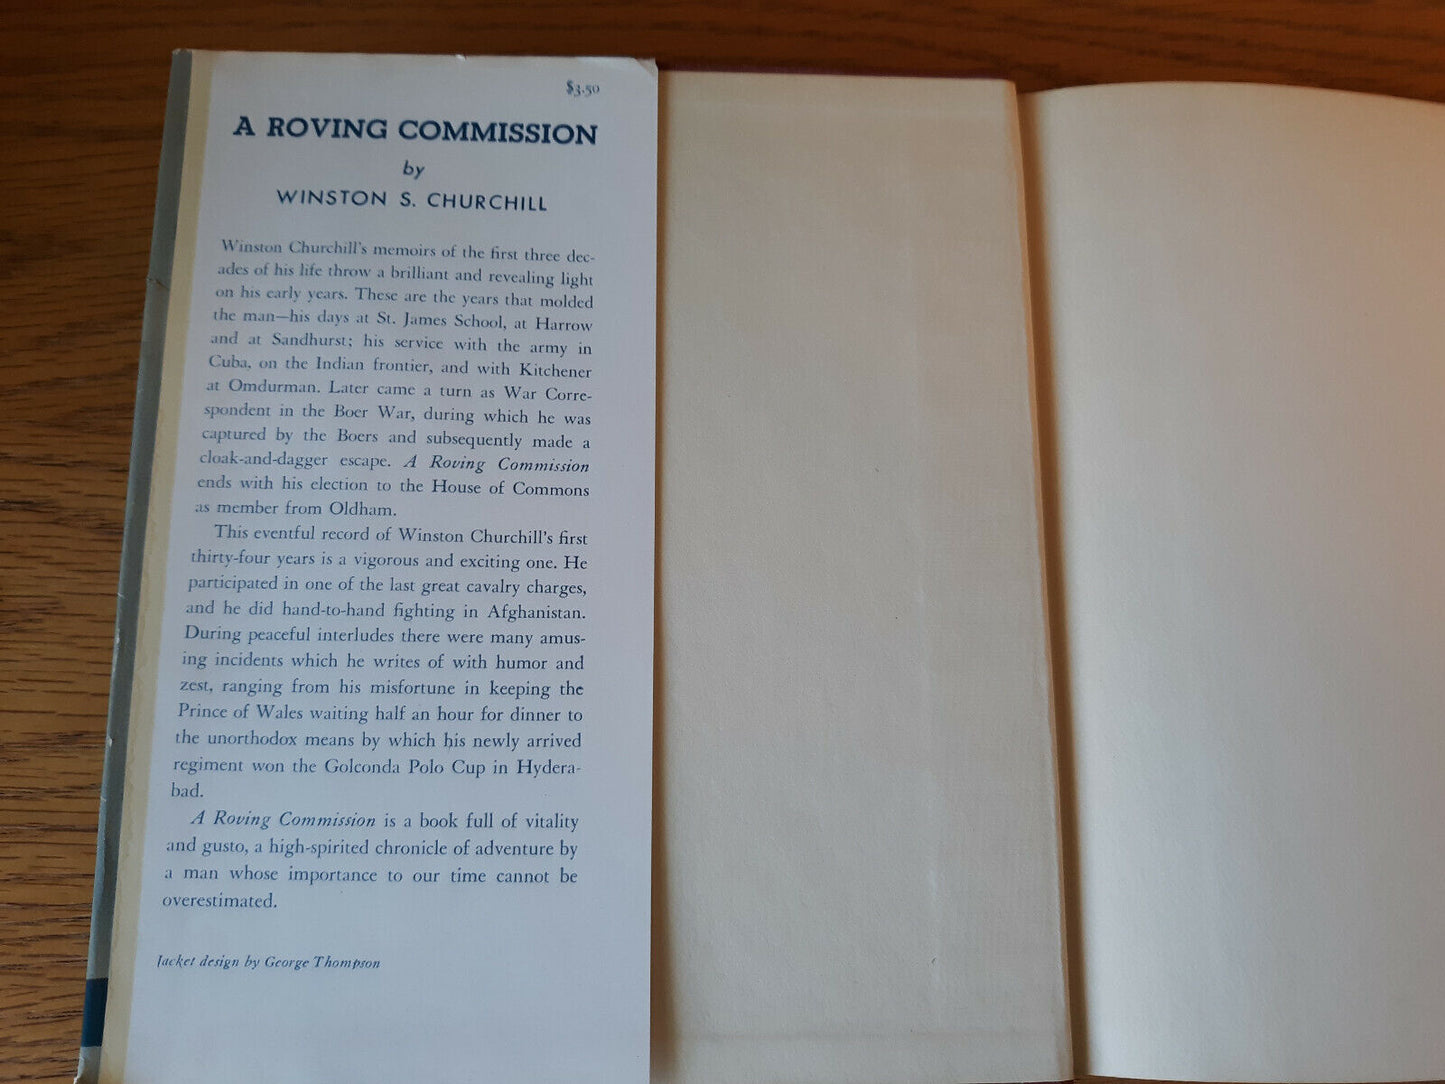 $3.50
A ROVING COMMISSION
by
WINSTON S. CHURCHILL
Winston Churchill's memoirs of the first three dec-
ades of his life throw a brilliant and revealing light
on his early years. These are the years that molded
the man—his days at St. James School, at Harrow
and at Sandhurst; his service with the army in
Cuba, on the Indian frontier, and with Kitchener
at Omdurman. Later came a turn as War Corre-
spondent in the Boer War, during which he was
captured by the Boers and subsequently made a
cloak-and-dagger escape. A Roving Commission
ends with his election to the House of Commons
as member from Oldham.
This eventful record of Winston Churchill's first
thirty-four years is a vigorous and exciting one. He
participated in one of the last great cavalry charges,
and he did hand-to-hand fighting in Afghanistan.
During peaceful interludes there were many amus-
ing incidents which he writes of with humor and
zest, ranging from his misfortune in keeping the
Prince of Wales waiting half an hour for dinner to
the unorthodox means by which his newly arrived
regiment won the Golconda Polo Cup in Hydera-
bad.
A Roving Commission is a book full of vitality
and gusto, a high-spirited chronicle of adventure by
a man whose importance to our time cannot be
overestimated.
Jacket design by George Thompson